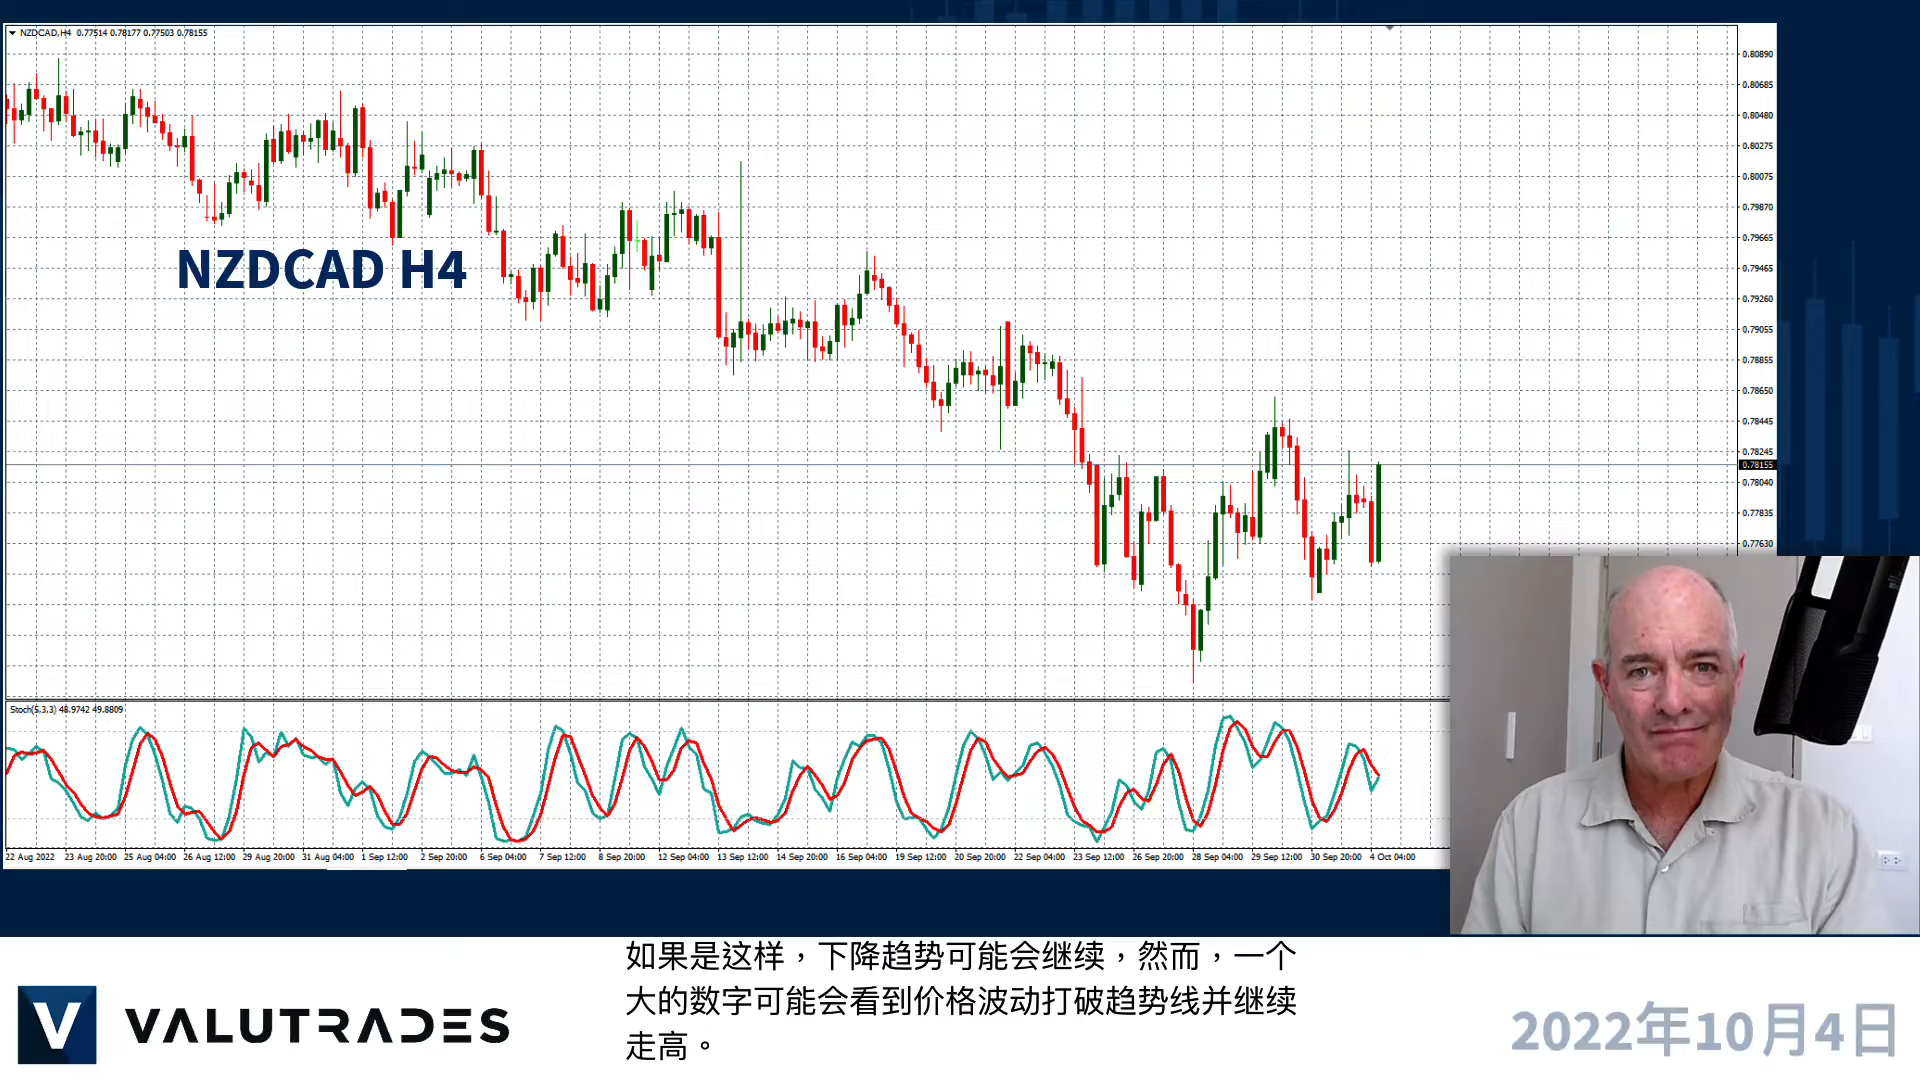 NZDCAD,H4 0.77514 0.78177 0.77503 0.78155
0.80890
0.80685
0.80480
0.80275
0.80075
0.79870
0.79665
0.79465
0.79260
0.79055
0.78855
0.78650
0.78445
0.78245
0.78155
0.78040
0.77835
0.77630
NZDCAD H4
Stoch(5,3,3) 48.9742 49.8809
22 Aug 2022 23 Aug 20:00 25 Aug 04:00 26 Aug 12:00 29 Aug 20:00 31 Aug 04:00 1 Sep 12:00 2 Sep 20:00 6 Sep 04:00 7 Sep 12:00 8 Sep 20:00 12 Sep 04:00 13 Sep 12:00 14 Sep 20:00 16 Sep 04:00 19 Sep 12:00 20 Sep 20:00 22 Sep 04:00 23 Sep 12:00 26 Sep 20:00 28 Sep 04:00 29 Sep 12:00 30 Sep 20:00 4 Oct 04:00
如果是这样，下降趋势可能会继续，然而，一个
大的数字可能会看到价格波动打破趋势线并继续
走高。
VALUTRADES
2022年10月4日